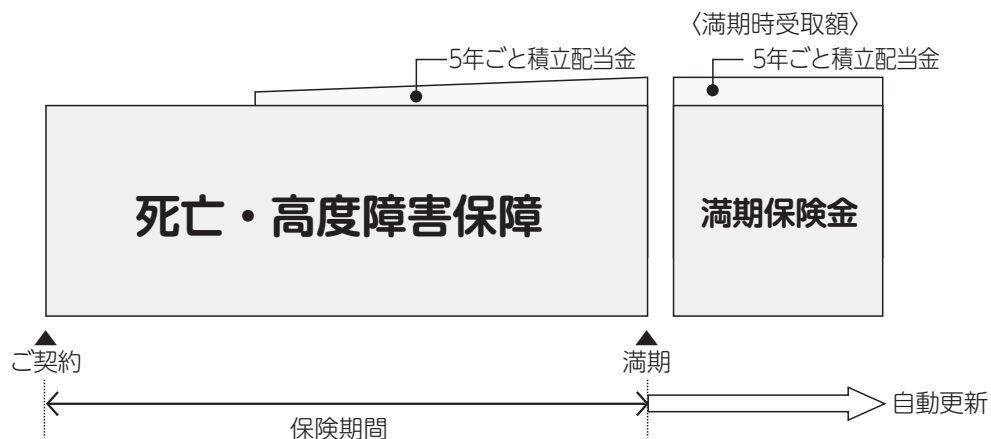 〈満期時受取額〉
5年ごと積立配当金
5年ごと積立配当金
死亡・高度障害保障
満期保険金
ご契約
満期
自動更新
保険期間